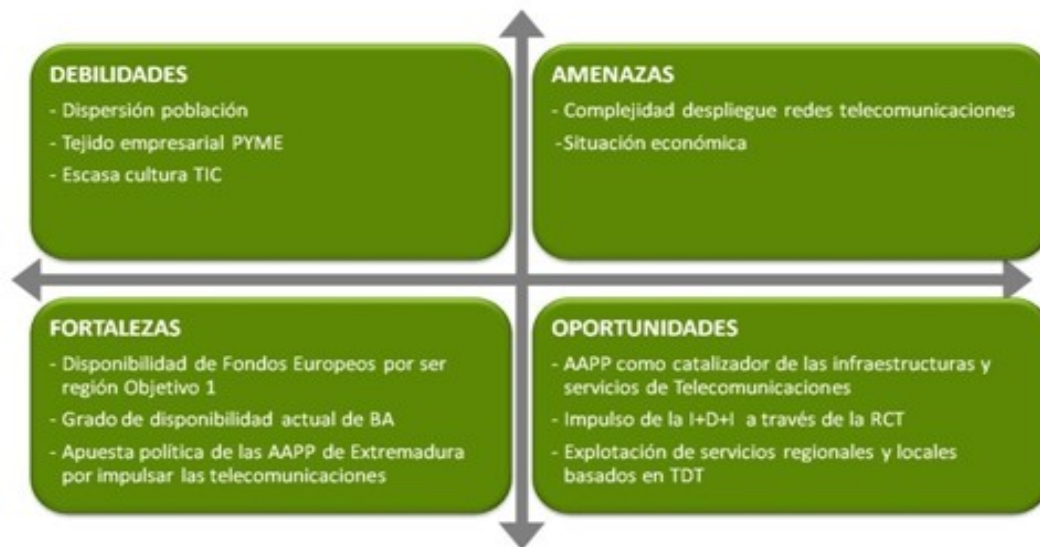 DEBILIDADES
- Dispersión población
- Tejido empresarial PYME
- Escasa cultura TIC
AMENAZAS
- Complejidad despliegue redes telecomunicaciones
-Situación económica
FORTALEZAS
- Disponibilidad de Fondos Europeos por ser
región Objetivo 1
- Grado de disponibilidad actual de BA
- Apuesta política de las AAPP de Extremadura
por impulsar las telecomunicaciones
OPORTUNIDADES
- AAPP como catalizador de las infraestructuras y
servicios de Telecomunicaciones
- Impulso de la I+D+I a través de la RCT
- Explotación de servicios regionales y locales
basados en TDT